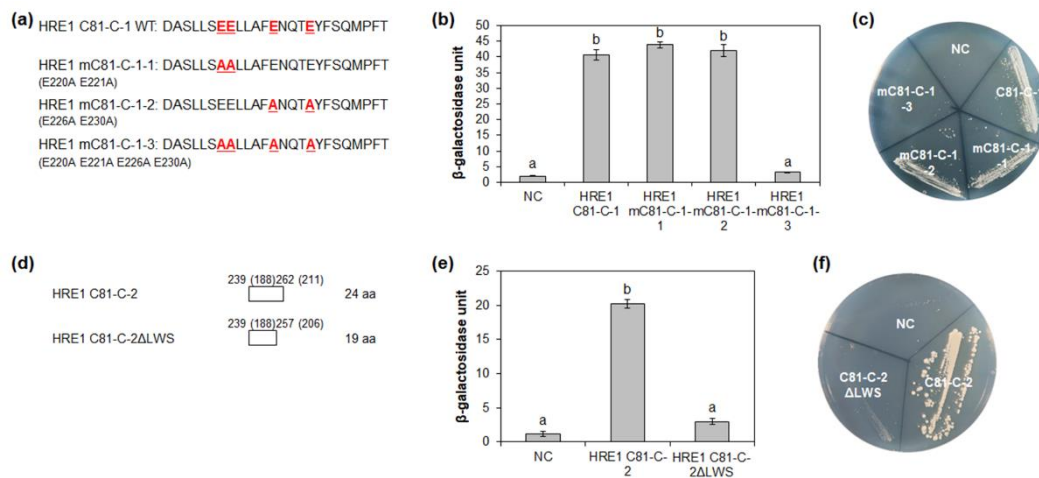 (a)
HRE1 C81-C-1 WT: DASLLSEELLAFENQTEYFSQMPFT
HRE1 mC81-C-1-1: DASLLSAALLAFENQTEYFSQMPFT
(E220A E221A)
HRE1 mC81-C-1-2: DASLLSEELLAFANQTAYFSQMPFT
(E226A E230A)
HRE1 mC81-C-1-3: DASLLSAALLAFANQTAYFSQMPFT
(E220A E221A E226A E230A)
(b)
β-galactosidase unit
50
45
40
35
30
25
20
15
10
5
0
a
b
b
b
a
NC
HRE1 C81-C-1
HRE1 mC81-C-1-1
HRE1 mC81-C-1-2
HRE1 mC81-C-1-3
(c)
NC
C81-C-1
mC81-C-1
-1
mC81-C-1
-2
mC81-C-1
-3
(d)
239 (188)262 (211)
HRE1 C81-C-2 24 aa
239 (188)257 (206)
HRE1 C81-C-2ΔLWS 19 aa
(e)
β-galactosidase unit
25
20
15
10
5
0
a
b
a
NC
HRE1 C81-C-2
HRE1 C81-C-2ΔLWS
(f)
NC
C81-C-2
ΔLWS
C81-C-2